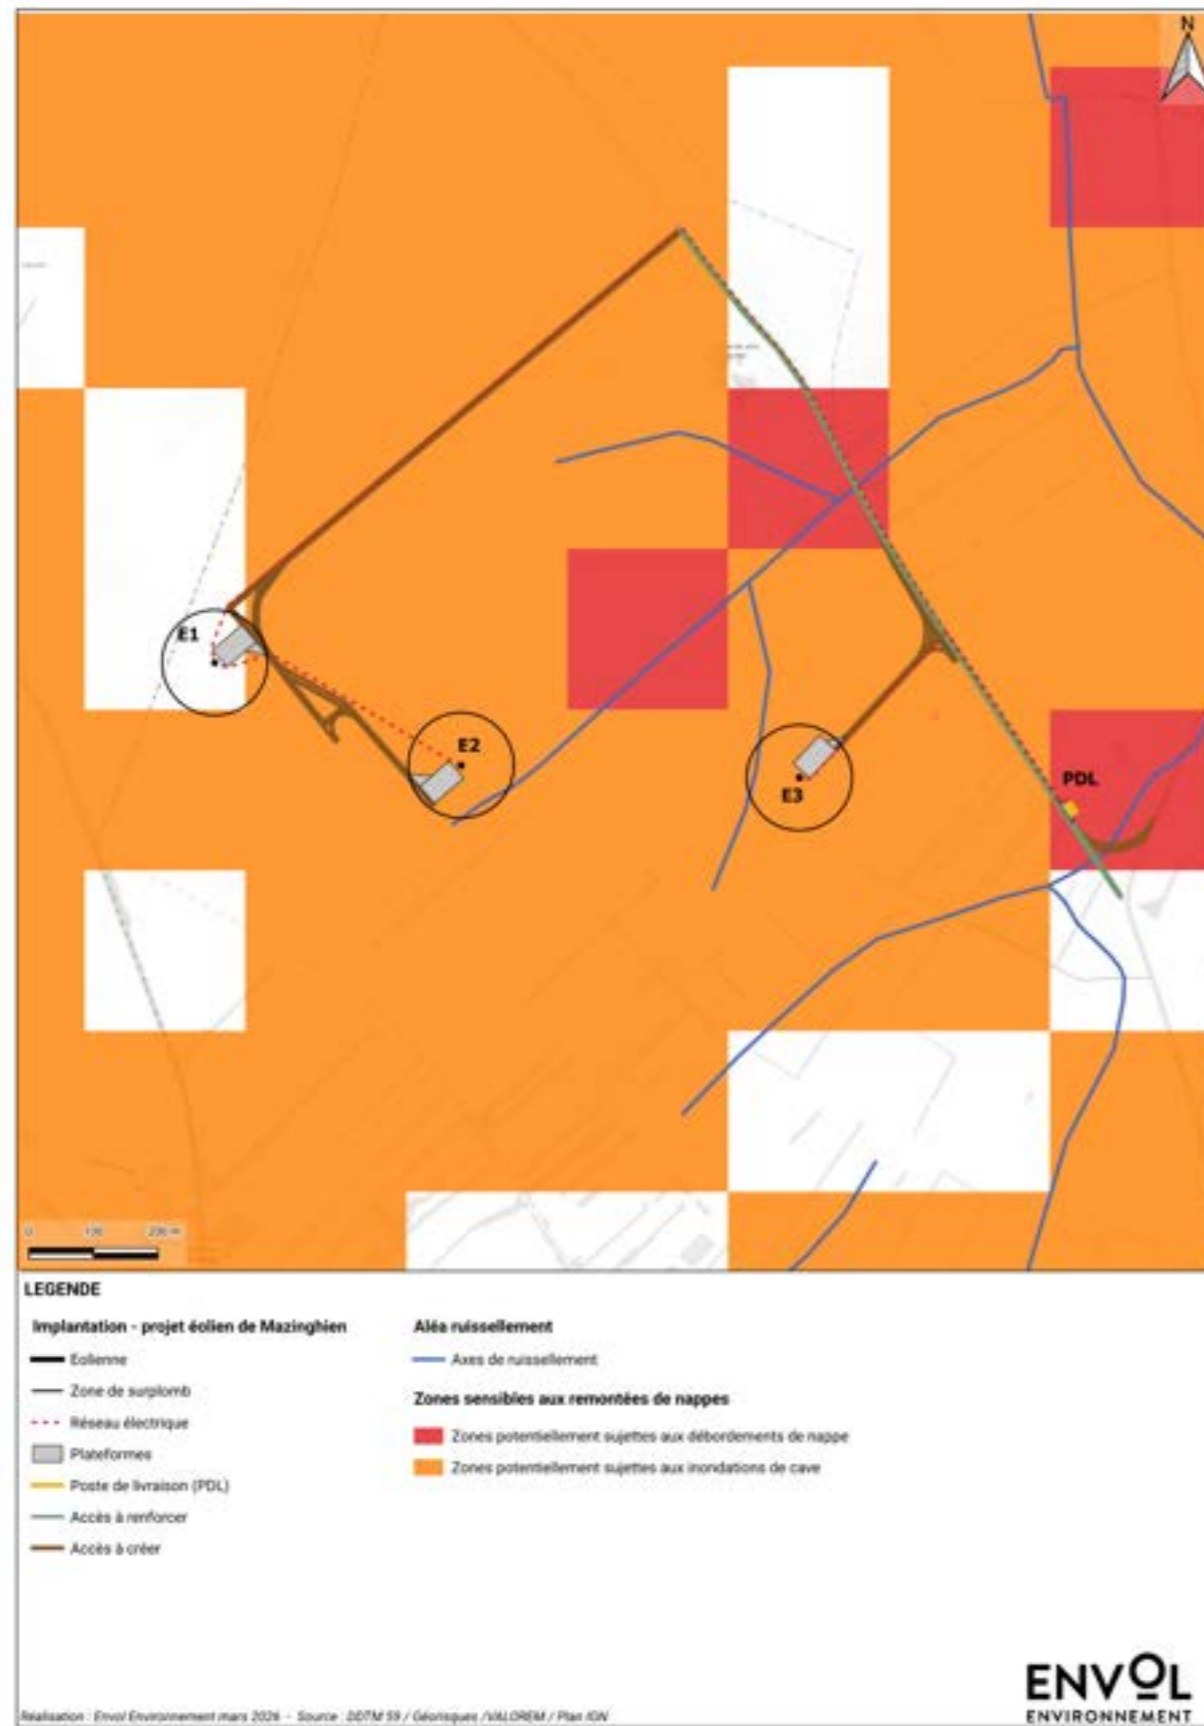 N
E1
E2
E3
PDL
0 100 200 m
LEGENDE
Implantation - projet éolien de Mazinghien
Eolienne
Zone de surplomb
Réseau électrique
Plateformes
Poste de livraison (PDL)
Accès à renforcer
Accès à créer
Aléa ruissellement
Axes de ruissellement
Zones sensibles aux remontées de nappes
Zones potentiellement sujettes aux débordements de nappe
Zones potentiellement sujettes aux inondations de cave
ENVOL
ENVIRONNEMENT
Réalisation : Envol Environnement mars 2026 - Source : DDTM 59 / Géorisques /VALOREM / Plan IGN